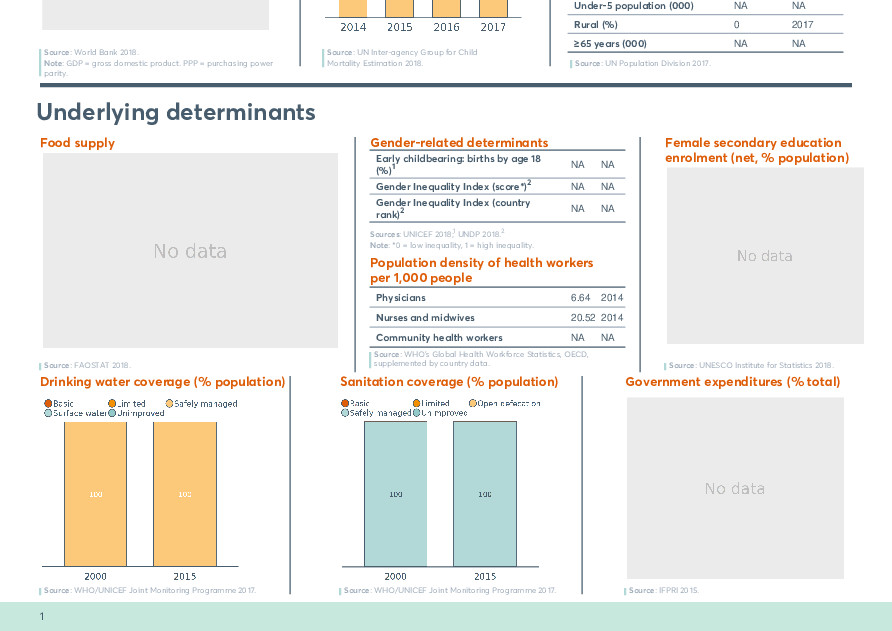 2014 2015 2016 2017
Under-5 population (000) NA NA
Rural (%) 0 2017
≥65 years (000) NA NA
Source: World Bank 2018.
Note: GDP = gross domestic product. PPP = purchasing power
parity.
Source: UN Inter-agency Group for Child
Mortality Estimation 2018.
Source: UN Population Division 2017.
Underlying determinants
Food supply
No data
Source: FAOSTAT 2018.
Gender-related determinants
Early childbearing: births by age 18
(%)¹ NA NA
Gender Inequality Index (score*)² NA NA
Gender Inequality Index (country
rank)² NA NA
Sources: UNICEF 2018,¹ UNDP 2018.²
Note: *0 = low inequality, 1 = high inequality.
Population density of health workers
per 1,000 people
Physicians 6.64 2014
Nurses and midwives 20.52 2014
Community health workers NA NA
Source: WHO's Global Health Workforce Statistics, OECD,
supplemented by country data.
Female secondary education
enrolment (net, % population)
No data
Source: UNESCO Institute for Statistics 2018.
Drinking water coverage (% population)
Basic Limited Safely managed
Surface water Unimproved
100 100
2000 2015
Source: WHO/UNICEF Joint Monitoring Programme 2017.
Sanitation coverage (% population)
Basic Limited Open defecation
Safely managed Unimproved
100 100
2000 2015
Source: WHO/UNICEF Joint Monitoring Programme 2017.
Government expenditures (% total)
No data
Source: IFPRI 2015.
1